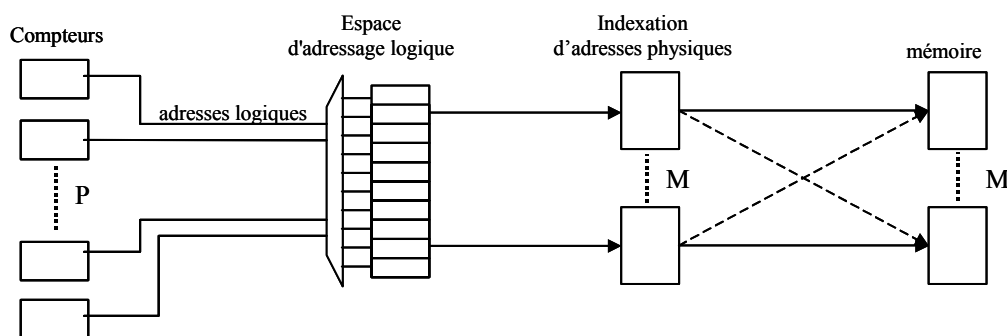 Compteurs
Espace
d'adressage logique
Indexation
d’adresses physiques
mémoire
adresses logiques
P
M
M